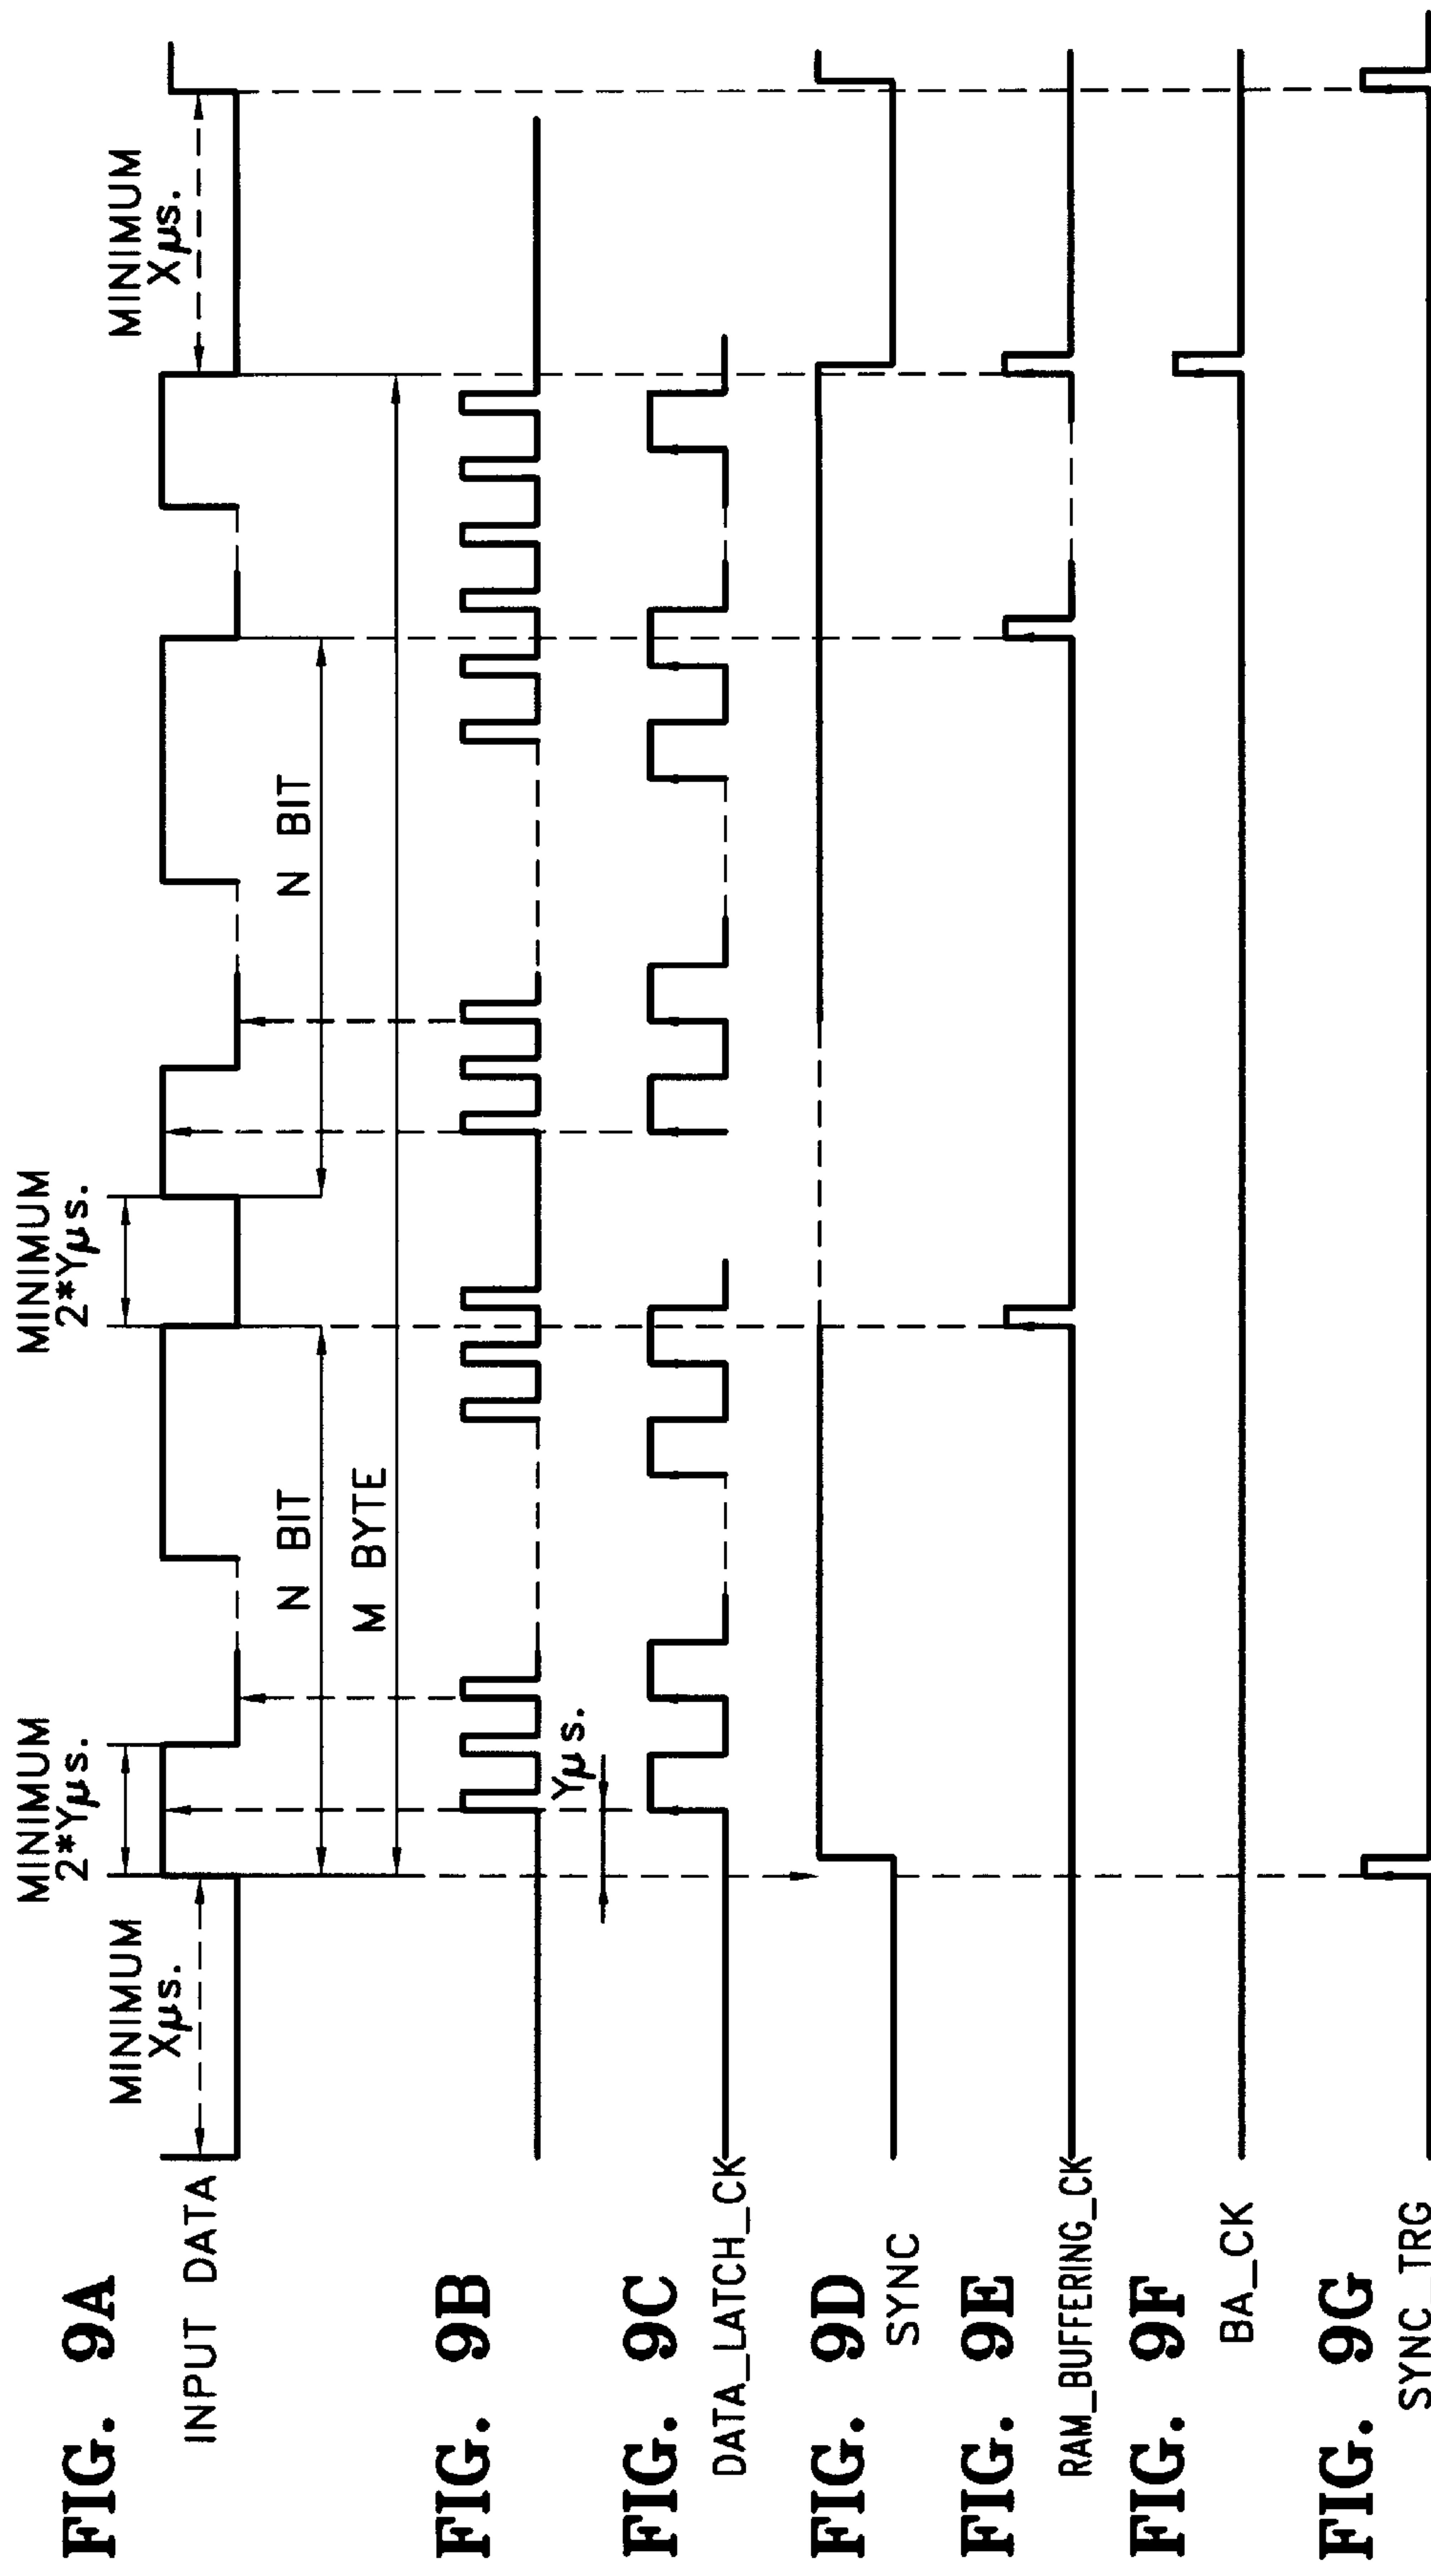 FIG. 9A
INPUT DATA
MINIMUM
Xµs.
MINIMUM
2*Yµs.
MINIMUM
2*Yµs.
MINIMUM
Xµs.
N BIT
N BIT
M BYTE
FIG. 9B
Yµs.
FIG. 9C
DATA_LATCH_CK
FIG. 9D
SYNC
FIG. 9E
RAM_BUFFERING_CK
FIG. 9F
BA_CK
FIG. 9G
SYNC_TRG